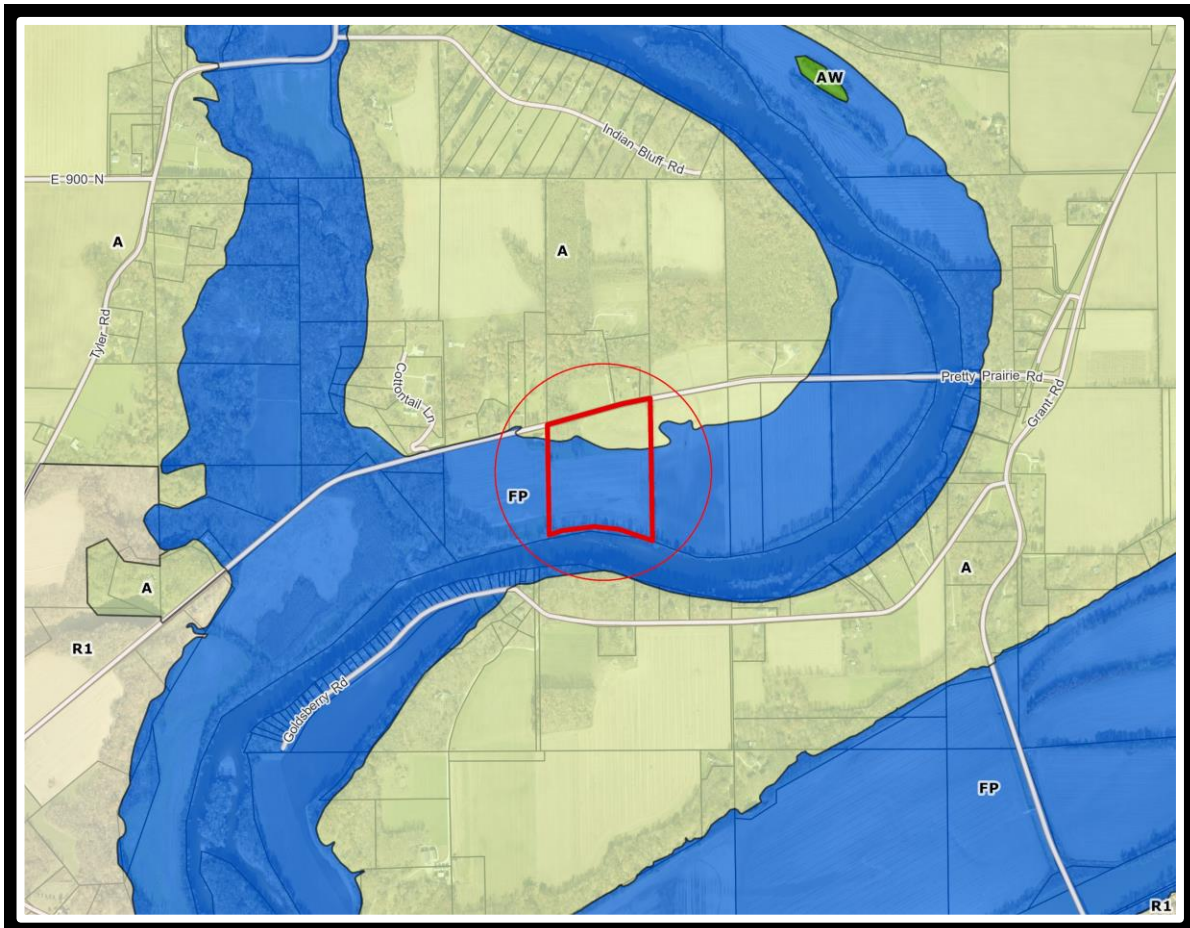 AW
Indian Bluff Rd
E 900 N
A
A
Tyler Rd
Cottontail Ln
Pretty Prairie Rd
Grant Rd
FP
A
A
R1
Goldsberry Rd
FP
R1